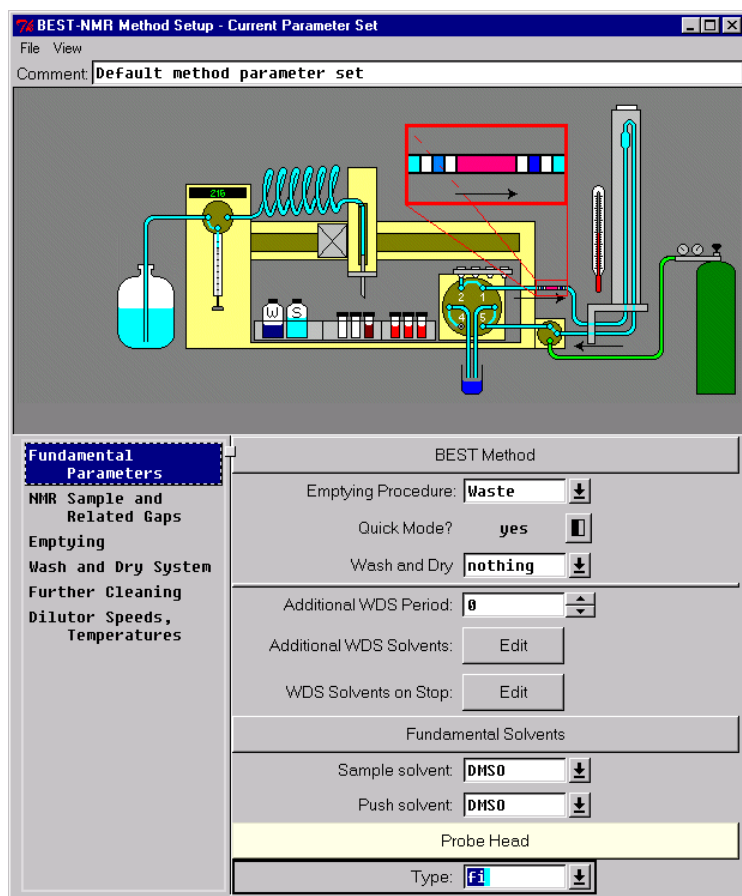 BEST-NMR Method Setup - Current Parameter Set
File View
Comment: Default method parameter set
216
W S
2 1
4 5
Fundamental
Parameters
NMR Sample and
Related Gaps
Emptying
Wash and Dry System
Further Cleaning
Dilutor Speeds,
Temperatures
BEST Method
Emptying Procedure: Waste
Quick Mode? yes
Wash and Dry nothing
Additional WDS Period: 0
Additional WDS Solvents: Edit
WDS Solvents on Stop: Edit
Fundamental Solvents
Sample solvent: DMSO
Push solvent: DMSO
Probe Head
Type: Fi